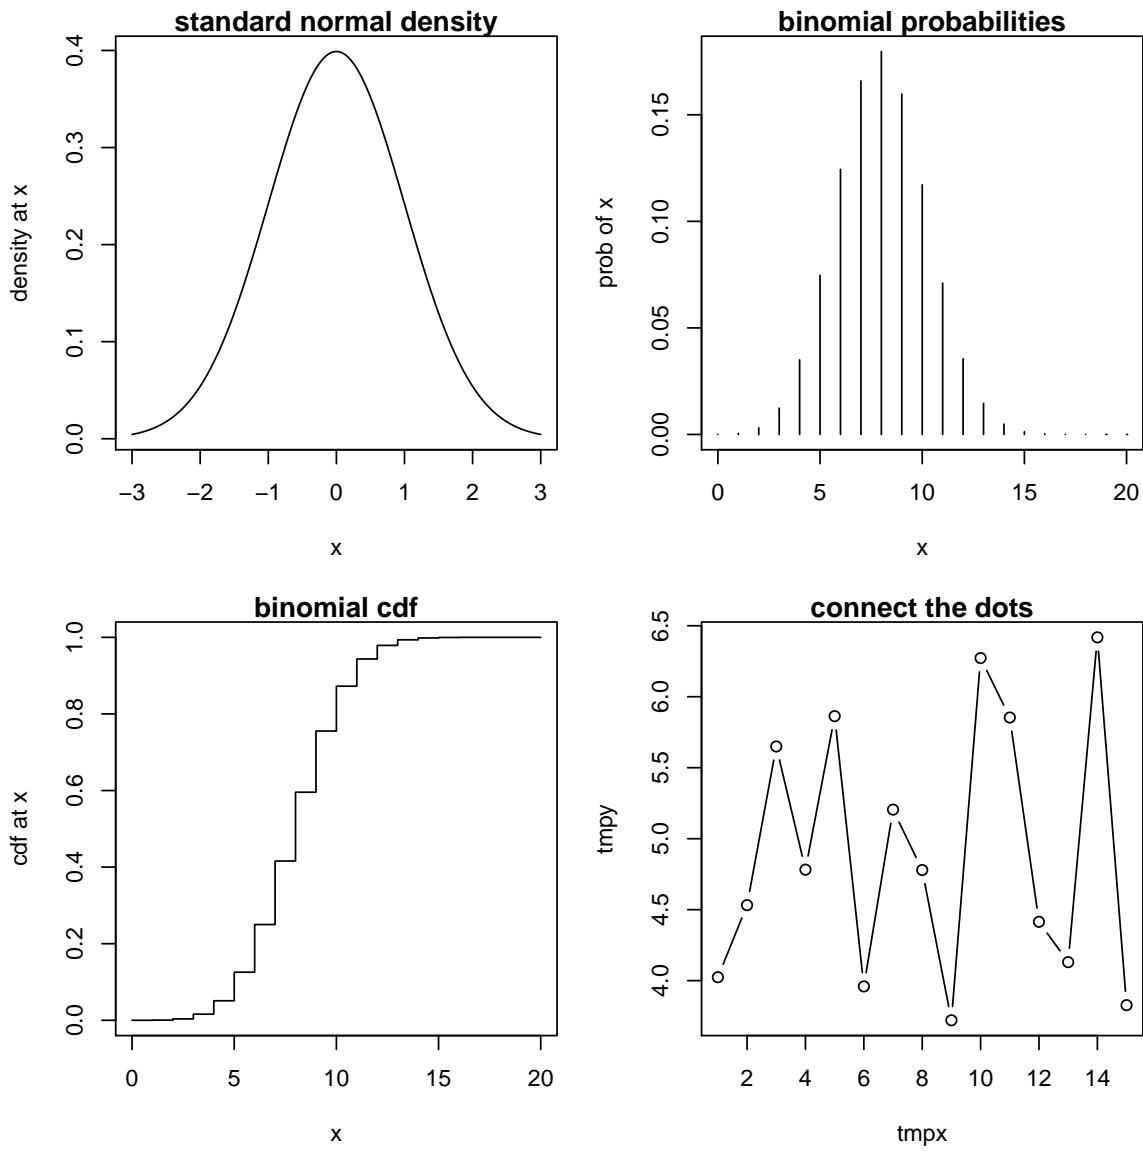 standard normal density
density at x
0.0 0.1 0.2 0.3 0.4
−3 −2 −1 0 1 2 3
x
binomial probabilities
prob of x
0.00 0.05 0.10 0.15
0 5 10 15 20
x
binomial cdf
cdf at x
0.0 0.2 0.4 0.6 0.8 1.0
0 5 10 15 20
x
connect the dots
tmpy
4.0 4.5 5.0 5.5 6.0 6.5
2 4 6 8 10 12 14
tmpx